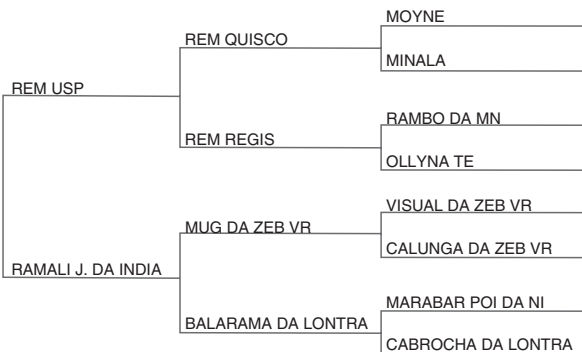 MOYNE
REM QUISCO
MINALA
REM USP
RAMBO DA MN
REM REGIS
OLLYNA TE
VISUAL DA ZEB VR
MUG DA ZEB VR
CALUNGA DA ZEB VR
RAMALI J. DA INDIA
MARABAR POI DA NI
BALARAMA DA LONTRA
CABROCHA DA LONTRA